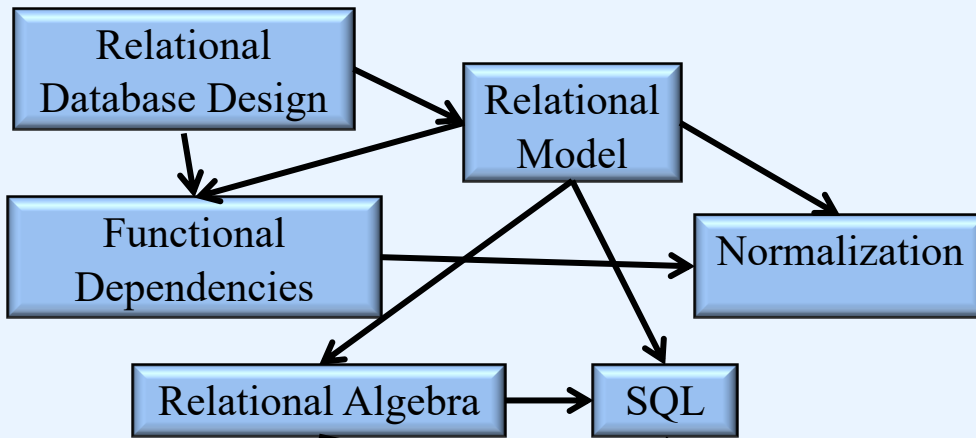 Relational
Database Design
Relational
Model
Functional
Dependencies
Normalization
Relational Algebra
SQL